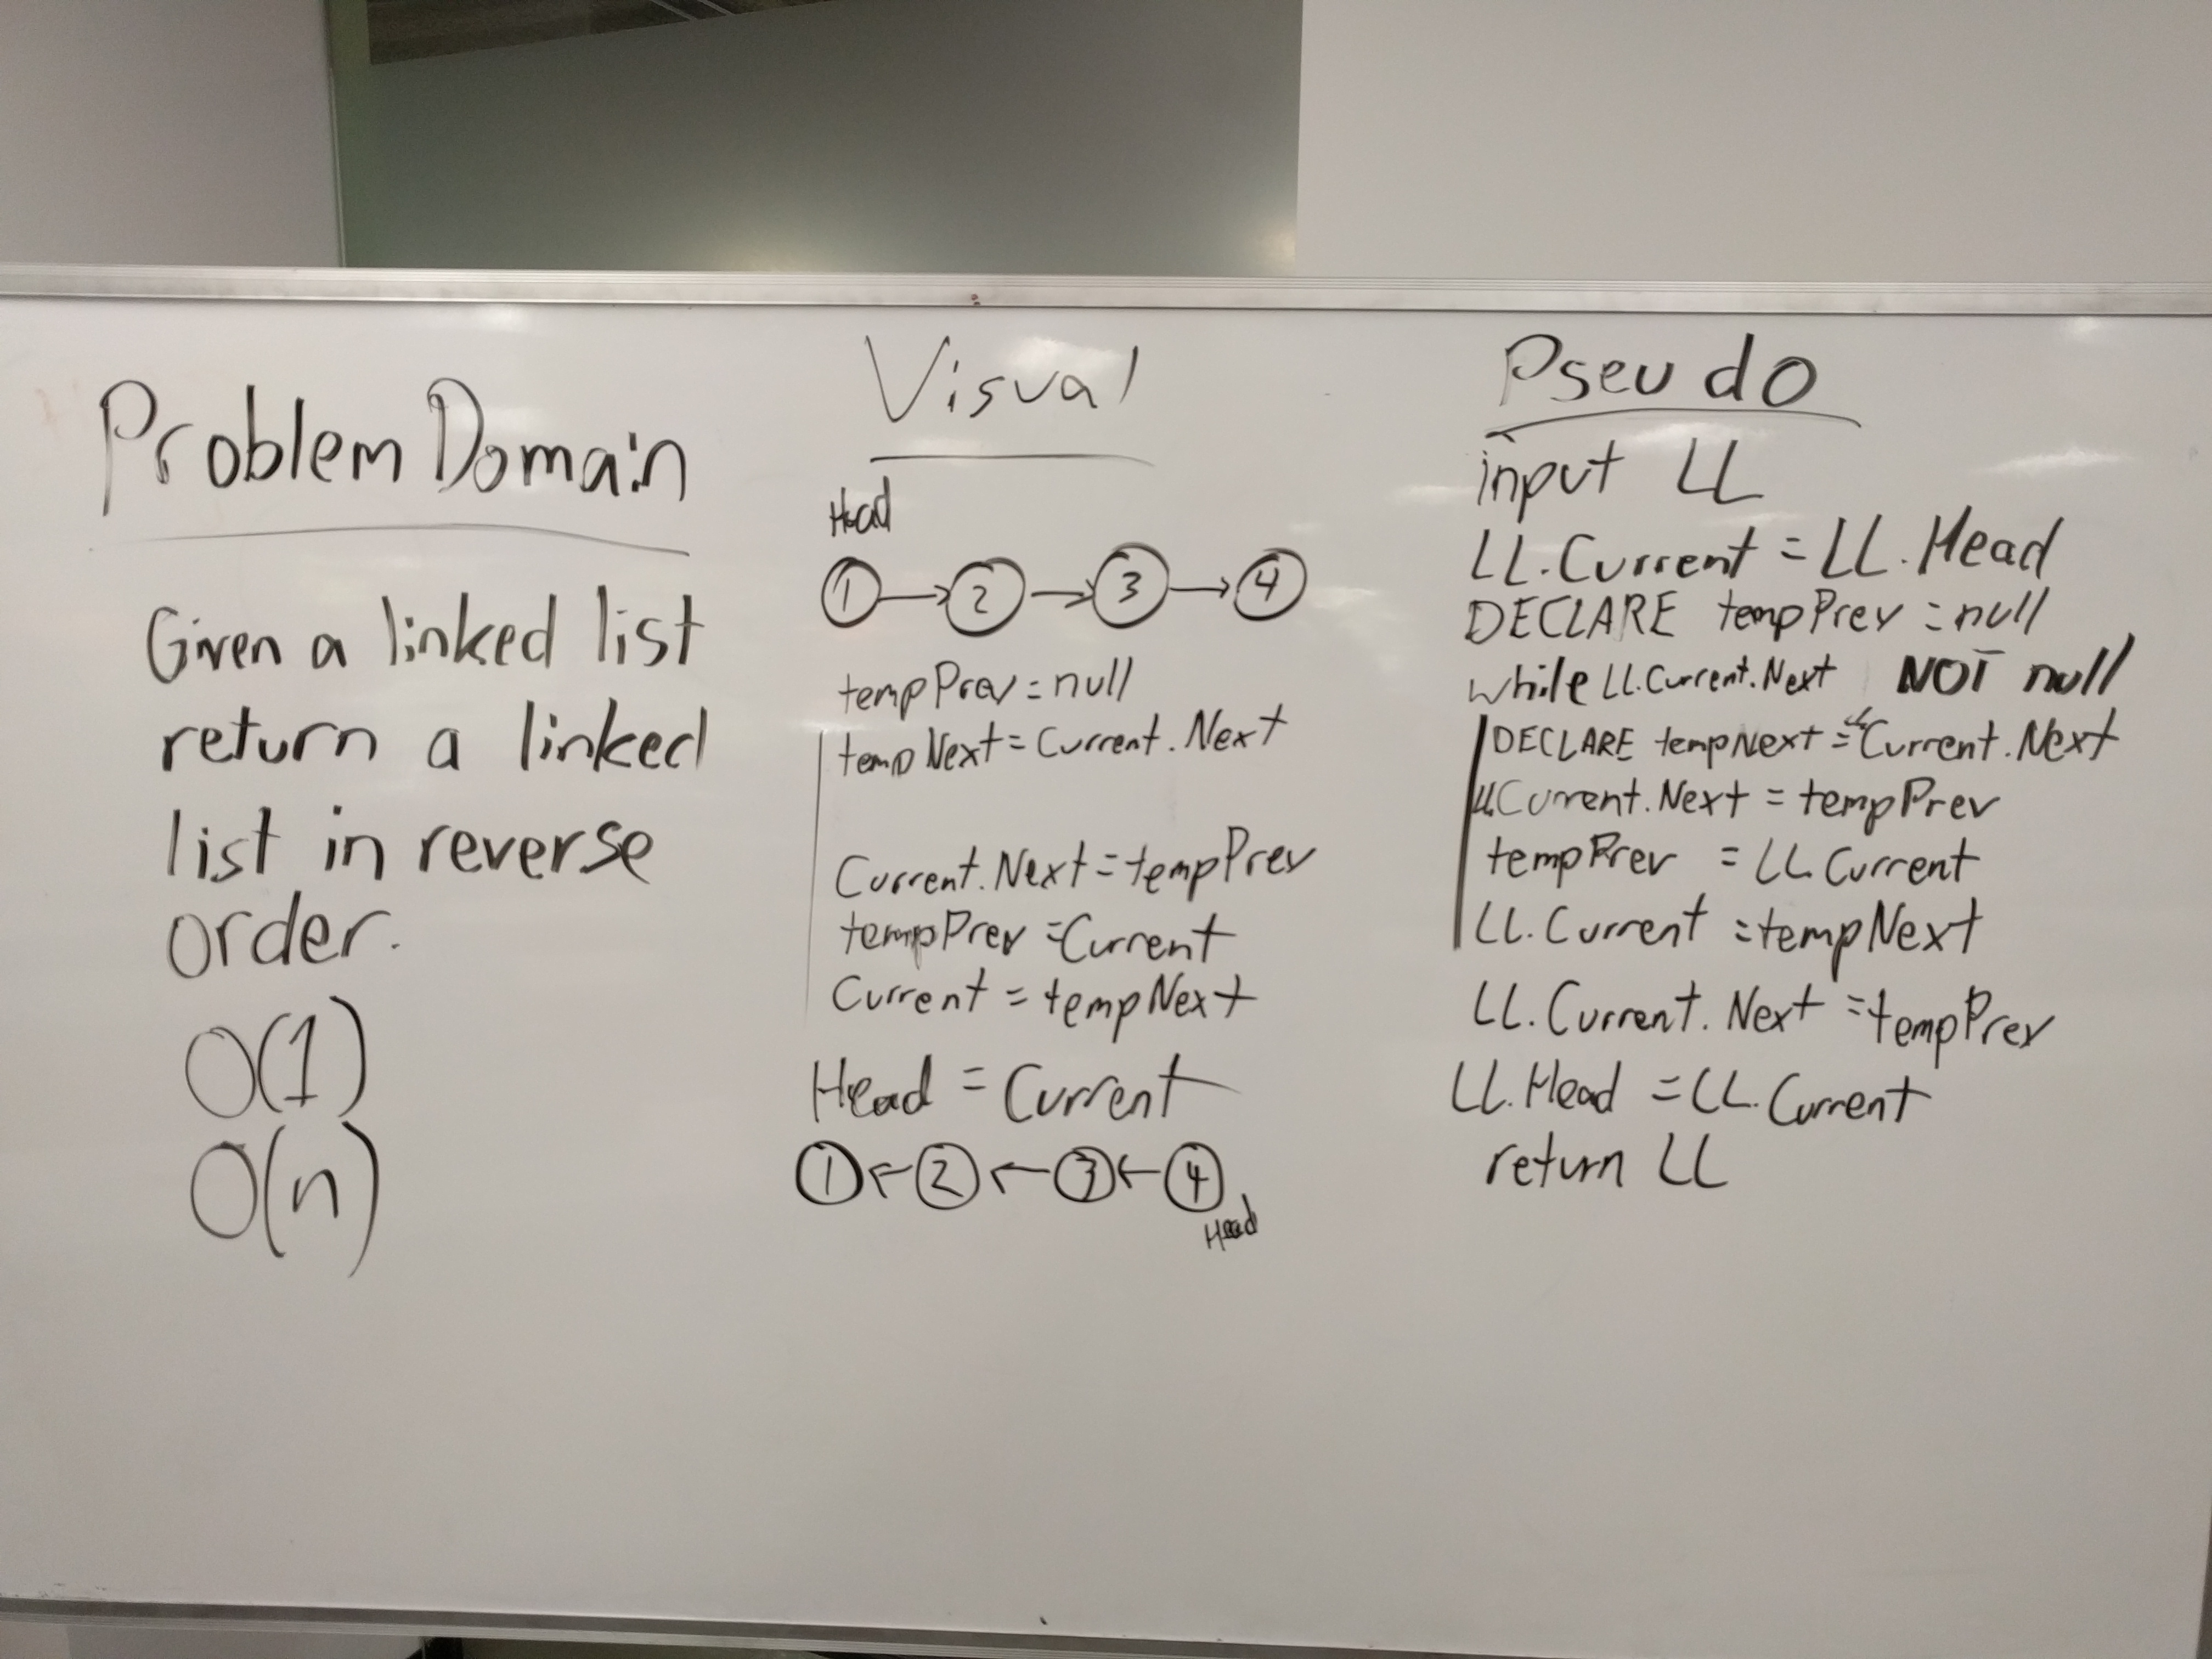 Problem Domain
Given a linked list
return a linked
list in reverse
order.
O(1)
O(n)
Visual
Head
1 → 2 → 3 → 4
tempPrev = null
tempNext = Current.Next
Current.Next = tempPrev
tempPrev = Current
Current = tempNext
Head = Current
1 ← 2 ← 3 ← 4
Head
Pseudo
input LL
LL.Current = LL.Head
DECLARE tempPrev = null
while LL.Current.Next NOT null
DECLARE tempNext = LL.Current.Next
LL.Current.Next = tempPrev
tempPrev = LL.Current
LL.Current = tempNext
LL.Current.Next = tempPrev
LL.Head = LL.Current
return LL